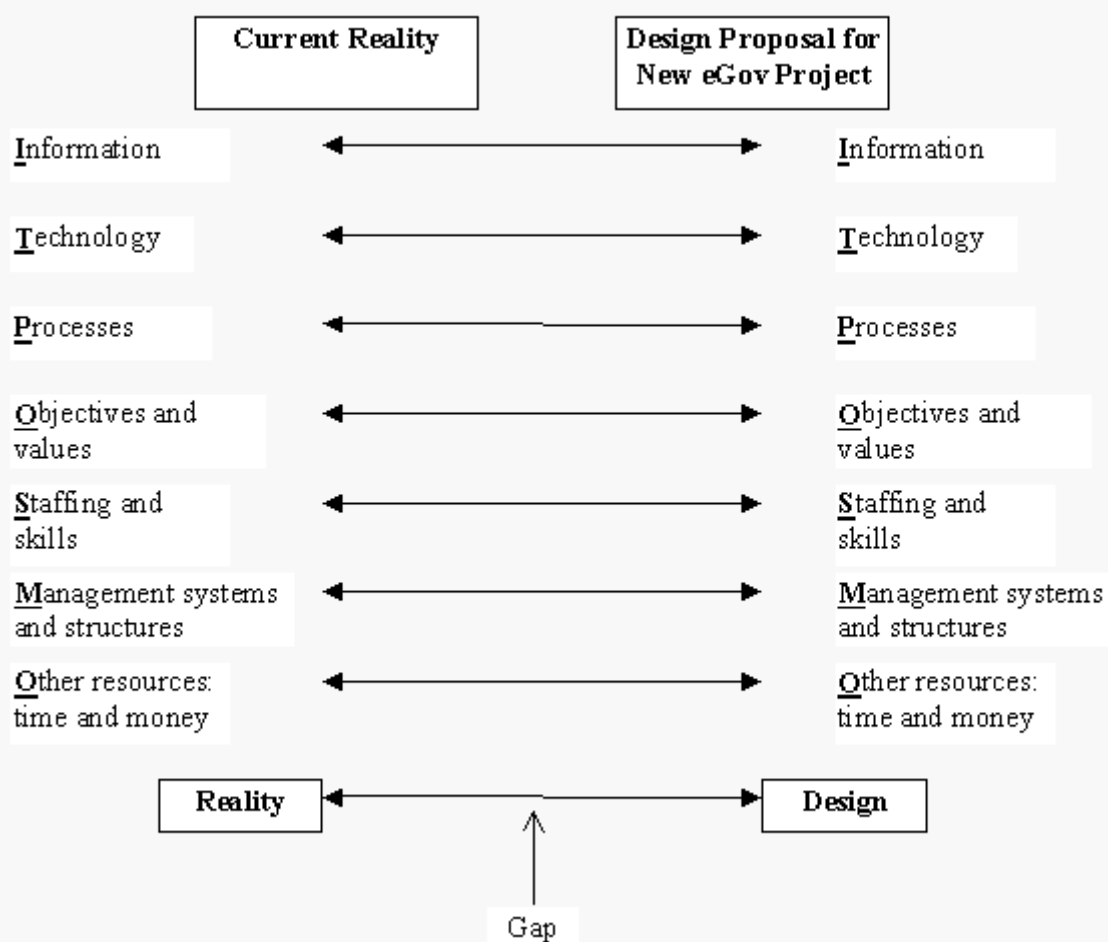 Current Reality
Design Proposal for
New eGov Project
Information
Information
Technology
Technology
Processes
Processes
Objectives and
values
Objectives and
values
Staffing and
skills
Staffing and
skills
Management systems
and structures
Management systems
and structures
Other resources:
time and money
Other resources:
time and money
Reality
Design
Gap